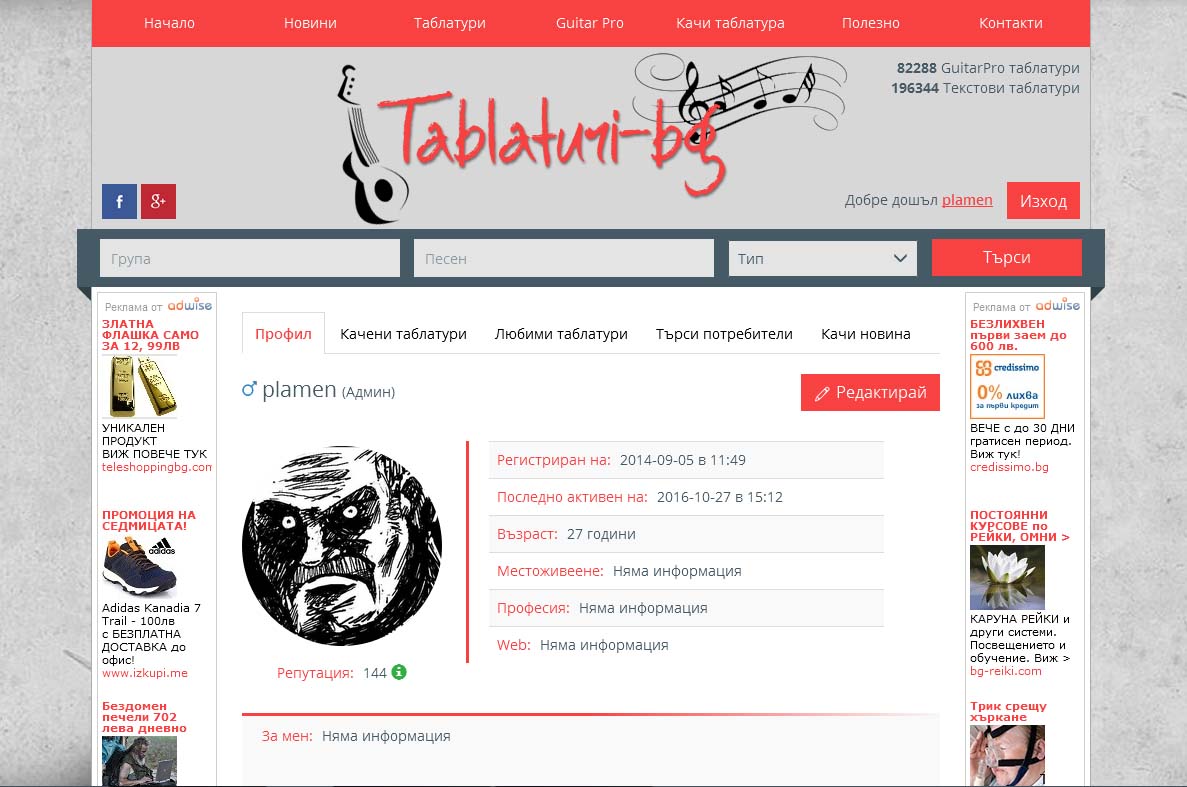 Начало Новини Таблатури Guitar Pro Качи таблатура Полезно Контакти
Tablaturi-bg
82288 GuitarPro таблатури
196344 Текстови таблатури
f g+
Добре дошъл plamen Изход
Група Песен Тип Търси
Реклама от adwise
ЗЛАТНА
ФЛАШКА САМО
ЗА 12, 99ЛВ
УНИКАЛЕН
ПРОДУКТ
ВИЖ ПОВЕЧЕ ТУК
teleshoppingbg.com
ПРОМОЦИЯ НА
СЕДМИЦАТА!
adidas
Adidas Kanadia 7
Trail - 100лв
с БЕЗПЛАТНА
ДОСТАВКА до
офис!
www.izkupi.me
Бездомен
печели 702
лева дневно
Профил Качени таблатури Любими таблатури Търси потребители Качи новина
plamen (Админ)
Редактирай
Регистриран на: 2014-09-05 в 11:49
Последно активен на: 2016-10-27 в 15:12
Възраст: 27 години
Местоживеене: Няма информация
Професия: Няма информация
Web: Няма информация
Репутация: 144
За мен: Няма информация
Реклама от adwise
БЕЗЛИХВЕН
първи заем до
600 лв.
credissimo
0% лихва
за първи кредит
ВЕЧЕ с до 30 ДНИ
гратисен период.
Виж тук!
credissimo.bg
ПОСТОЯННИ
КУРСОВЕ по
РЕЙКИ, ОМНИ >
КАРУНА РЕЙКИ и
други системи.
Посвещението и
обучение. Виж >
bg-reiki.com
Трик срещу
хъркане